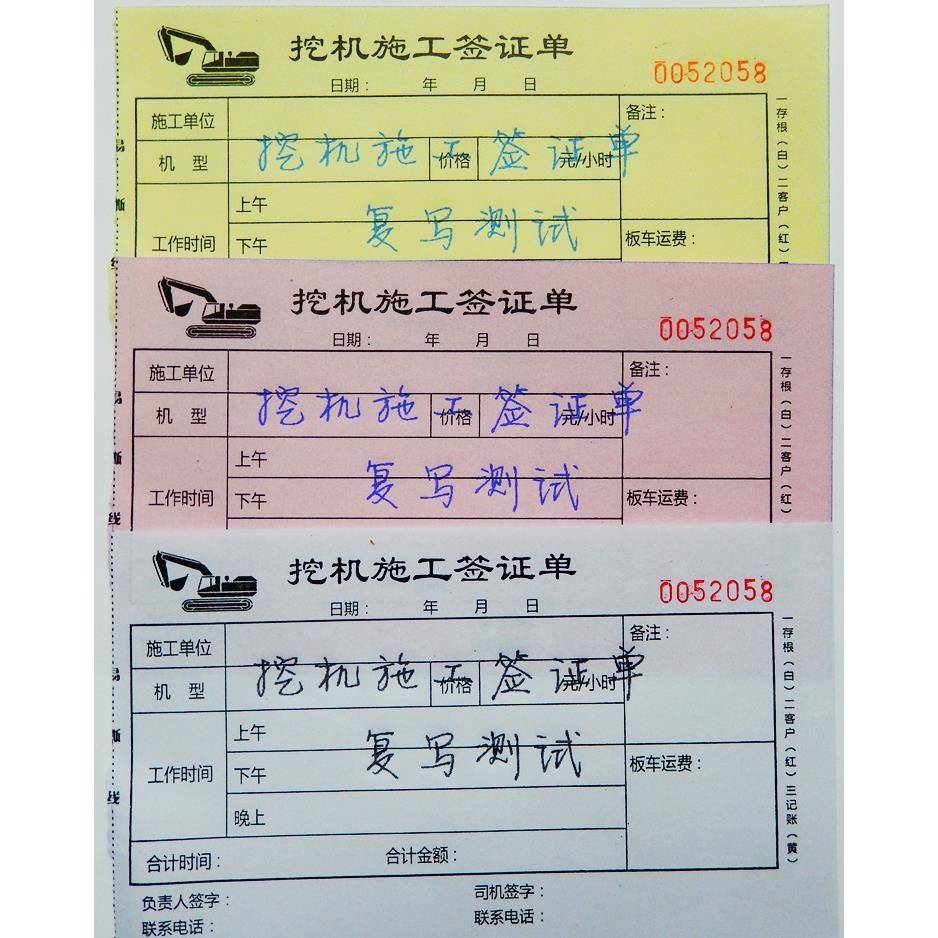 挖机施工签证单
0052058
日期： 年 月 日
施工单位
备注：
机 型
价格
元/小时
挖机施工签证单
上午
复写测试
工作时间
下午
板车运费：
一存根（白）二客户（红）
挖机施工签证单
0052058
日期： 年 月 日
施工单位
备注：
机 型
价格
元/小时
挖机施工签证单
上午
复写测试
工作时间
下午
板车运费：
一存根（白）二客户（红）
线
挖机施工签证单
0052058
日期： 年 月 日
施工单位
备注：
机 型
价格
元/小时
挖机施工签证单
上午
复写测试
工作时间
下午
板车运费：
晚上
合计时间： 合计金额：
一存根（白）二客户（红）三记账（黄）
线
负责人签字： 司机签字：
联系电话： 联系电话：